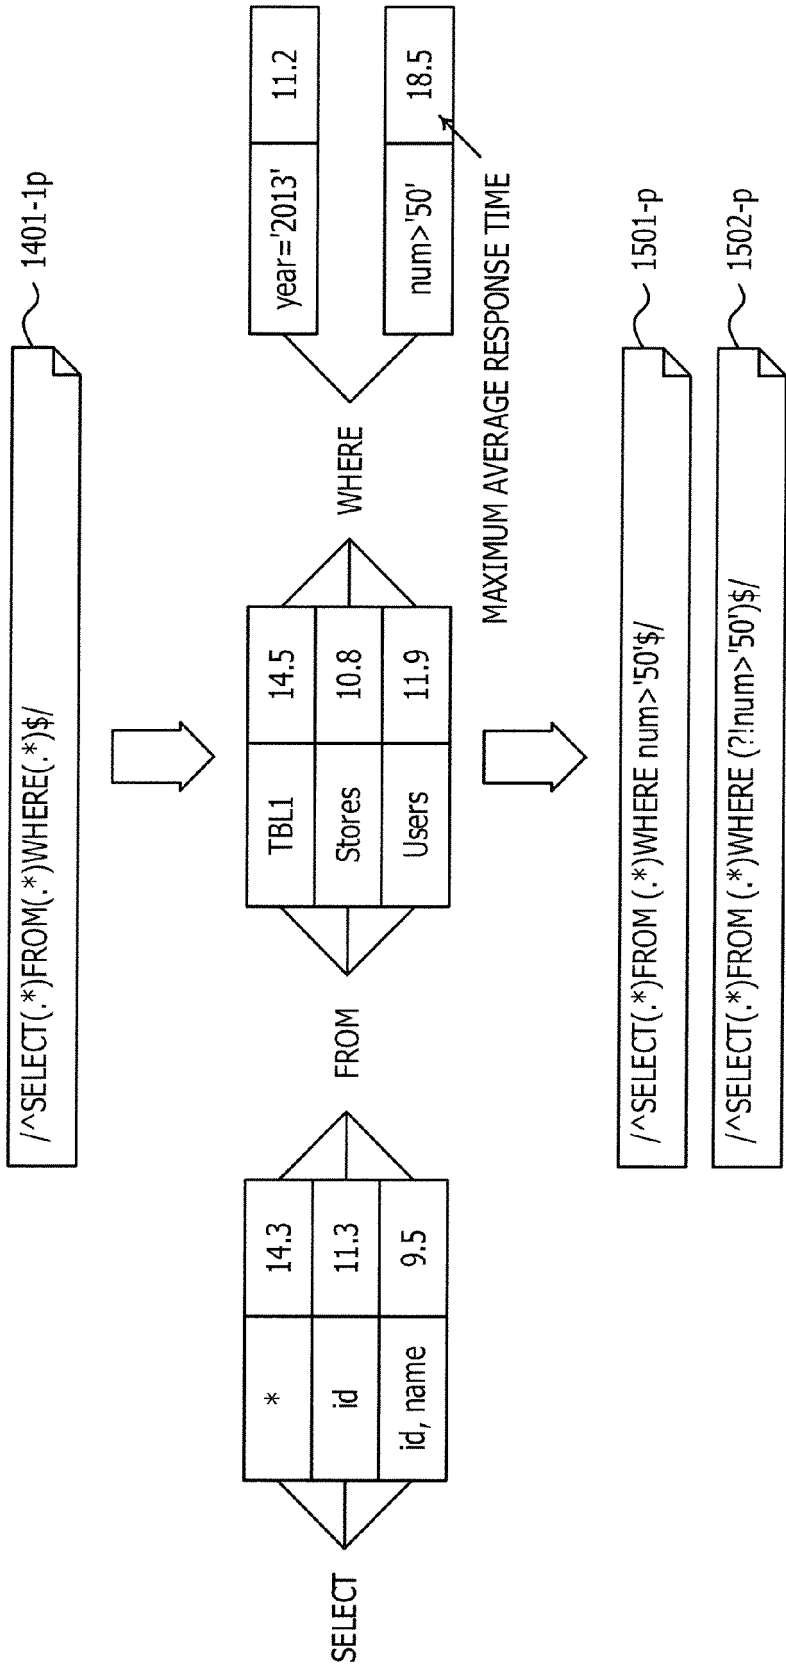 /^SELECT(.*)FROM(.*)WHERE(.*)$/
1401-1p
SELECT
*
14.3
id
11.3
id, name
9.5
FROM
TBL1
14.5
Stores
10.8
Users
11.9
WHERE
year='2013'
11.2
num>'50'
18.5
MAXIMUM AVERAGE RESPONSE TIME
/^SELECT(.*)FROM (.*)WHERE num>'50'$/
1501-p
/^SELECT(.*)FROM (.*)WHERE (?!num>'50')$/
1502-p